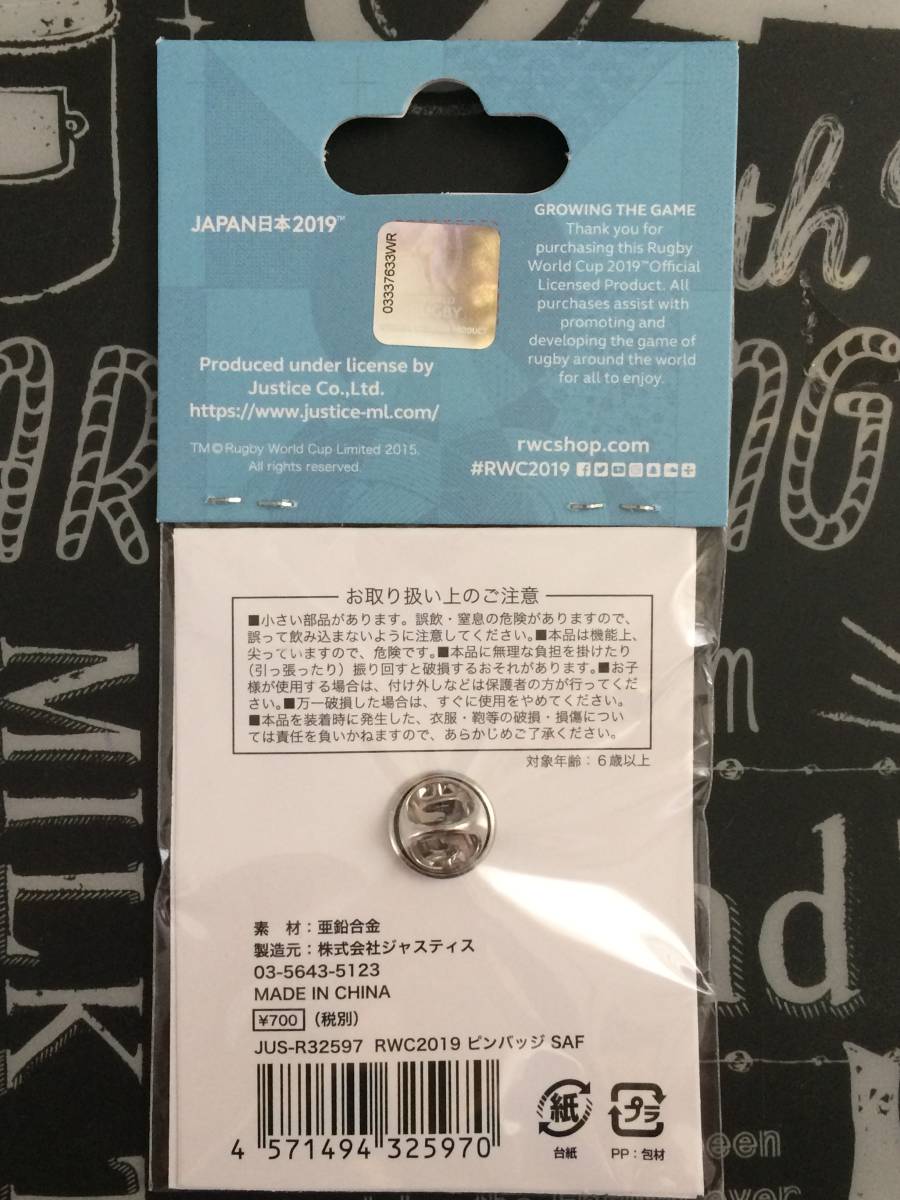 JAPAN日本2019™
03337633WR
Produced under license by
Justice Co.,Ltd.
https://www.justice-ml.com/
TM©Rugby World Cup Limited 2015.
All rights reserved.
GROWING THE GAME
Thank you for
purchasing this Rugby
World Cup 2019™Official
Licensed Product. All
purchases assist with
promoting and
developing the game of
rugby around the world
for all to enjoy.
rwcshop.com
#RWC2019
お取り扱い上のご注意
■小さい部品があります。誤飲・窒息の危険がありますので、
誤って飲み込まないように注意してください。■本品は機能上、
尖っていますので、危険です。■本品に無理な負担を掛けたり
（引っ張ったり）振り回すと破損するおそれがあります。■お子
様が使用する場合は、付け外しなどは保護者の方が行ってくだ
さい。■万一破損した場合は、すぐに使用をやめてください。
■本品を装着時に発生した、衣服・鞄等の破損・損傷につい
ては責任を負いかねますので、あらかじめご了承ください。
対象年齢：6歳以上
素　材：亜鉛合金
製造元：株式会社ジャスティス
03-5643-5123
MADE IN CHINA
¥700（税別）
JUS-R32597 RWC2019 ピンバッジ SAF
4 571494 325970
紙
台紙
プラ
PP：包材
MILK